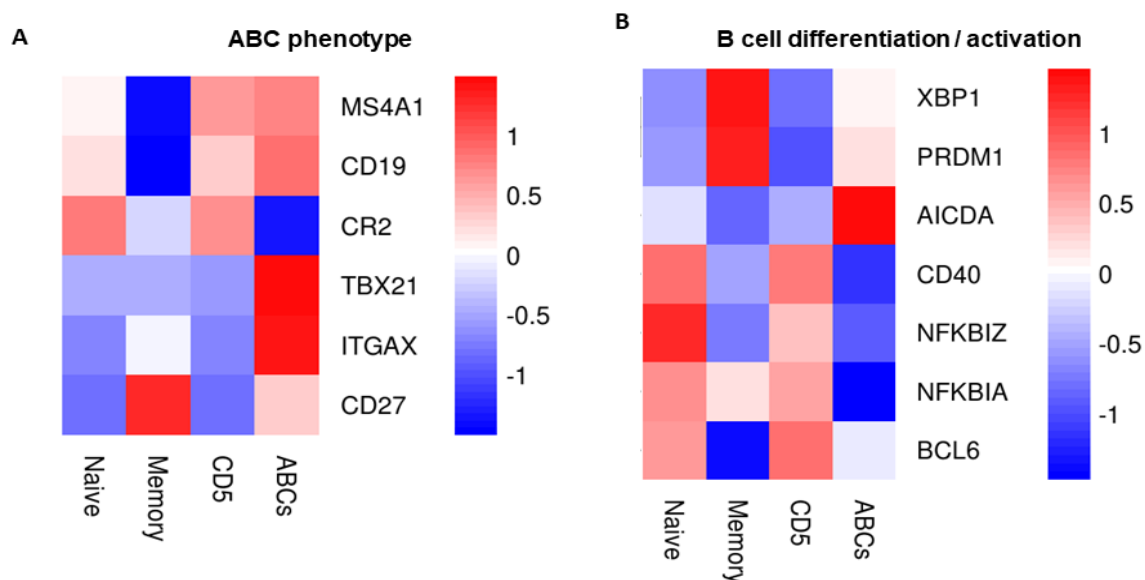 A
ABC phenotype
MS4A1
CD19
CR2
TBX21
ITGAX
CD27
1
0.5
0
-0.5
-1
Naive
Memory
CD5
ABCs
B
B cell differentiation / activation
XBP1
PRDM1
AICDA
CD40
NFKBIZ
NFKBIA
BCL6
1
0.5
0
-0.5
-1
Naive
Memory
CD5
ABCs